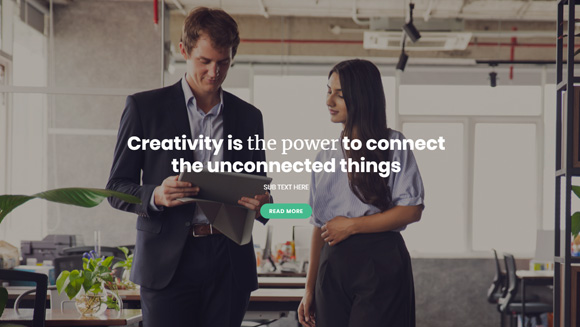 Creativity is the power to connect
the unconnected things
SUB TEXT HERE
READ MORE